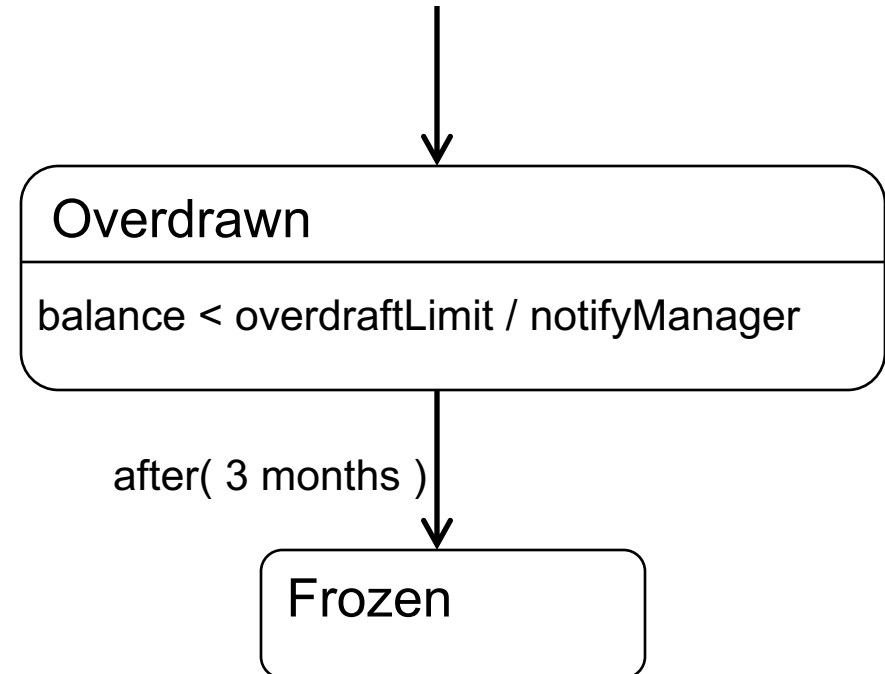 Overdrawn
balance < overdraftLimit / notifyManager
after( 3 months )
Frozen